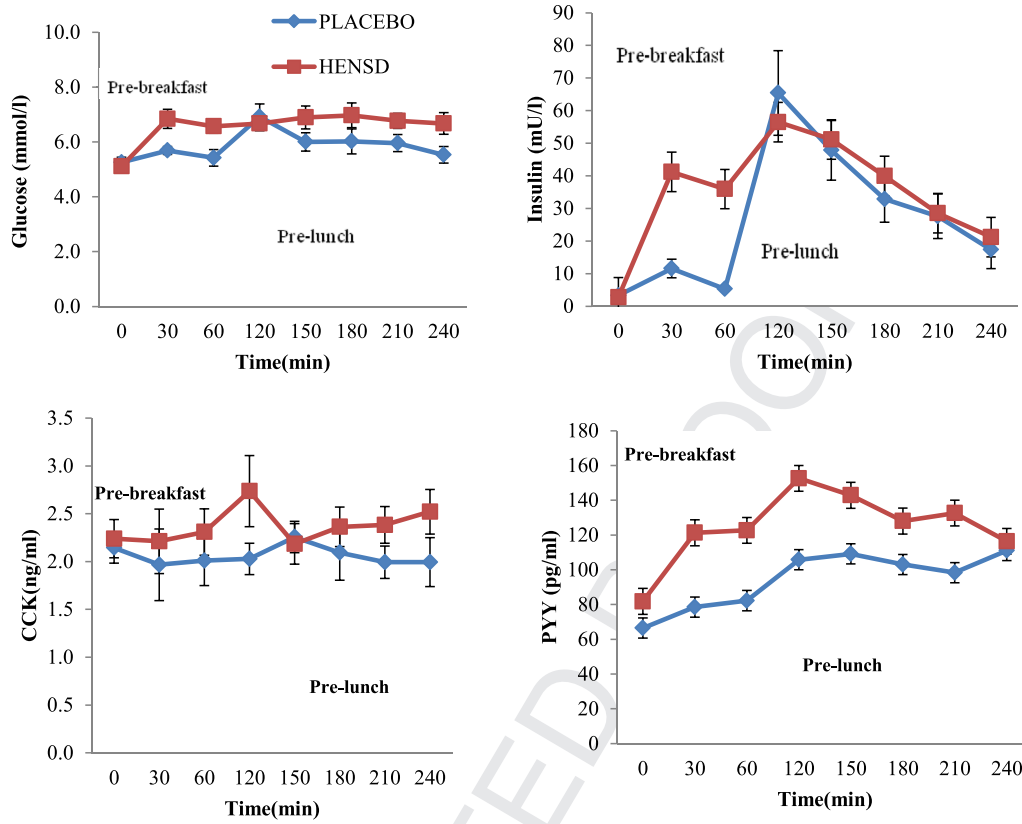 PLACEBO
HENSD
10.0
8.0
6.0
4.0
2.0
0.0
Glucose (mmol/l)
Pre-breakfast
Pre-lunch
0 30 60 120 150 180 210 240
Time(min)
90
80
70
60
50
40
30
20
10
0
Insulin (mU/l)
Pre-breakfast
Pre-lunch
0 30 60 120 150 180 210 240
Time(min)
3.5
3.0
2.5
2.0
1.5
1.0
0.5
0.0
CCK(ng/ml)
Pre-breakfast
Pre-lunch
0 30 60 120 150 180 210 240
Time(min)
180
160
140
120
100
80
60
40
20
0
PYY (pg/ml)
Pre-breakfast
Pre-lunch
0 30 60 120 150 180 210 240
Time(min)